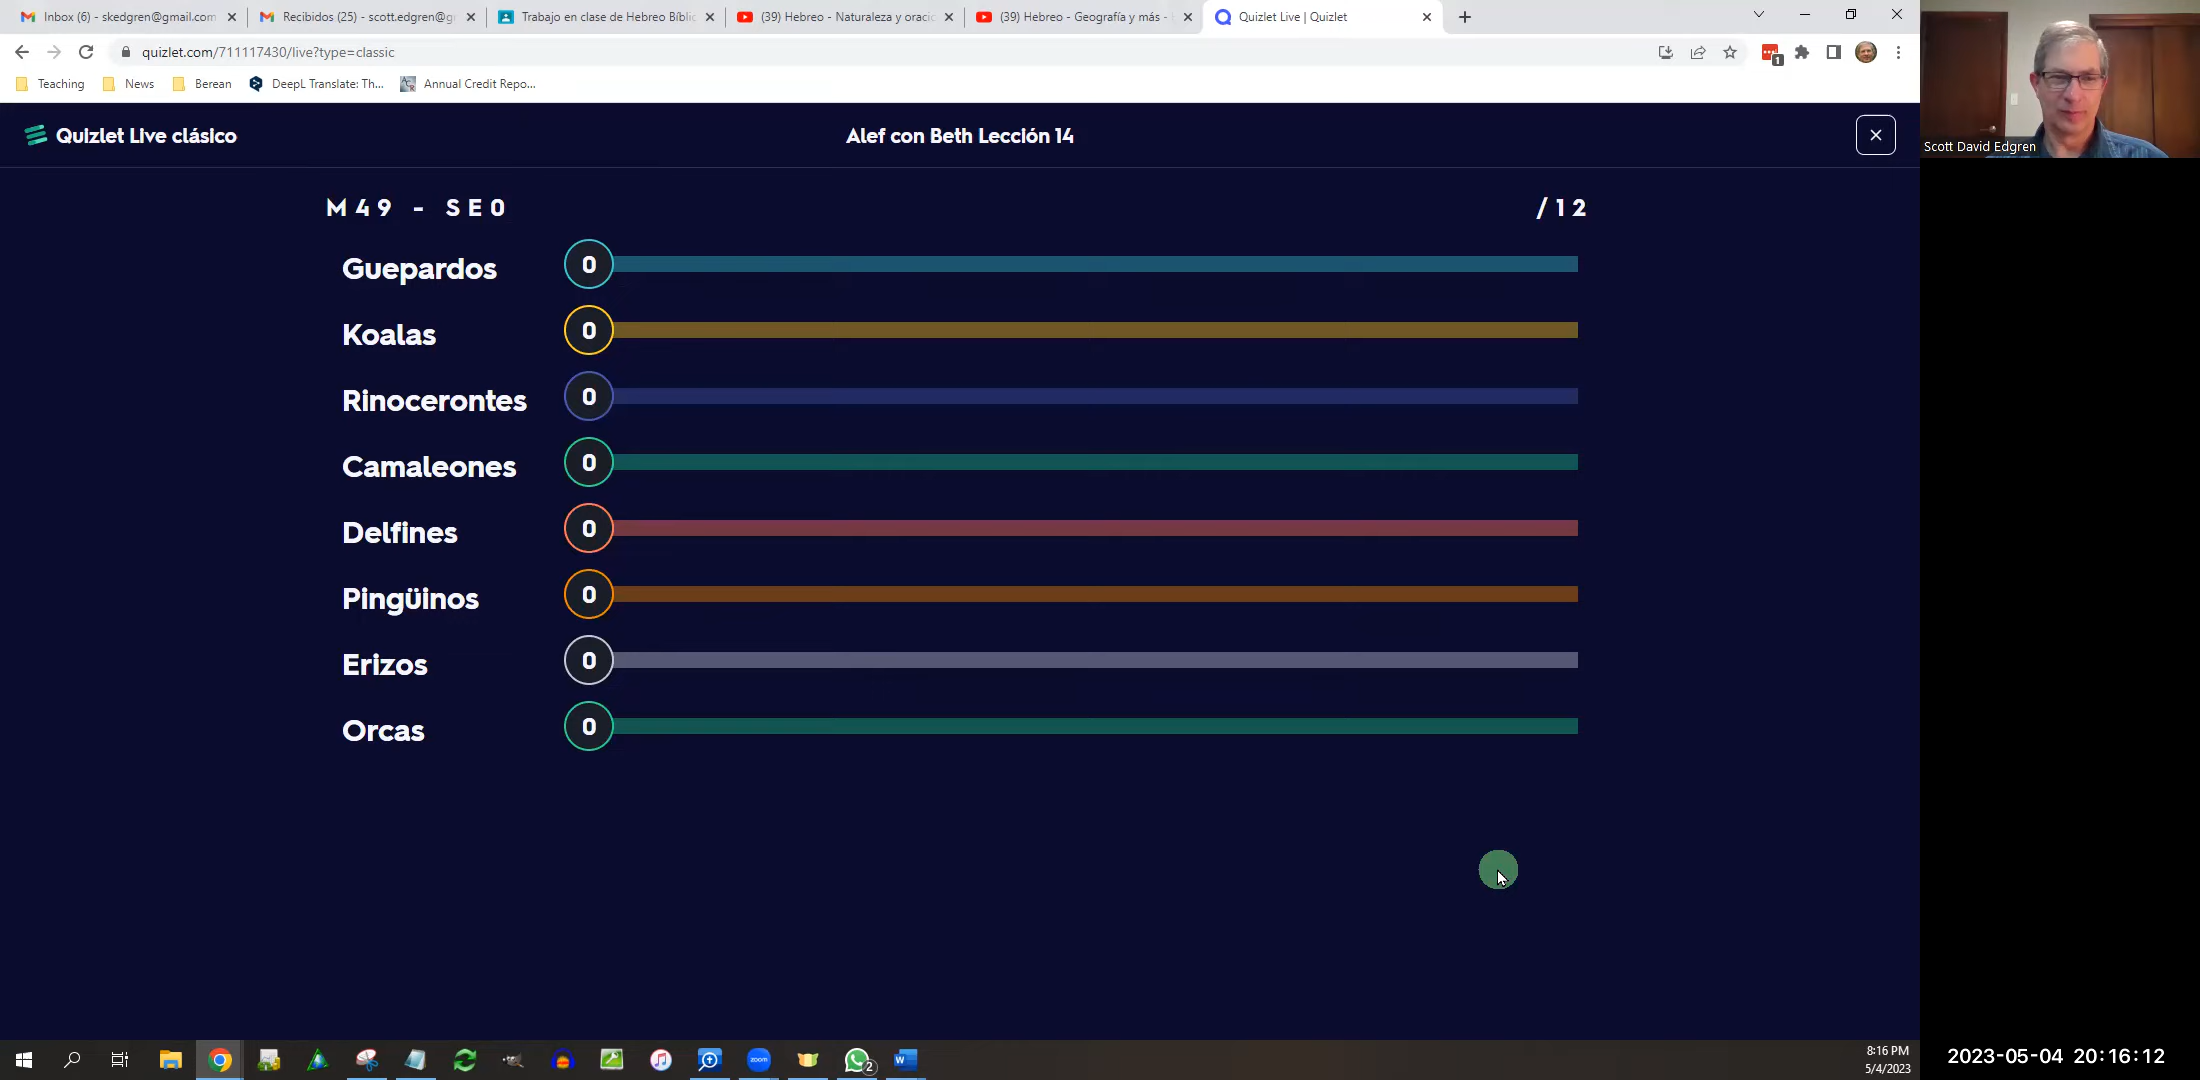 Inbox (6) - skedgren@gmail.com
Recibidos (25) - scott.edgren@g
Trabajo en clase de Hebreo Bíblic
(39) Hebreo - Naturaleza y oracic
(39) Hebreo - Geografía y más -
Quizlet Live | Quizlet
quizlet.com/711117430/live?type=classic
1
Teaching
News
Berean
DeepL Translate: Th...
Annual Credit Repo...
Quizlet Live clásico
Alef con Beth Lección 14
Scott David Edgren
M49 - SE0
/12
Guepardos 0
Koalas 0
Rinocerontes 0
Camaleones 0
Delfines 0
Pingüinos 0
Erizos 0
Orcas 0
zoom
2
8:16 PM
5/4/2023
2023-05-04 20:16:12